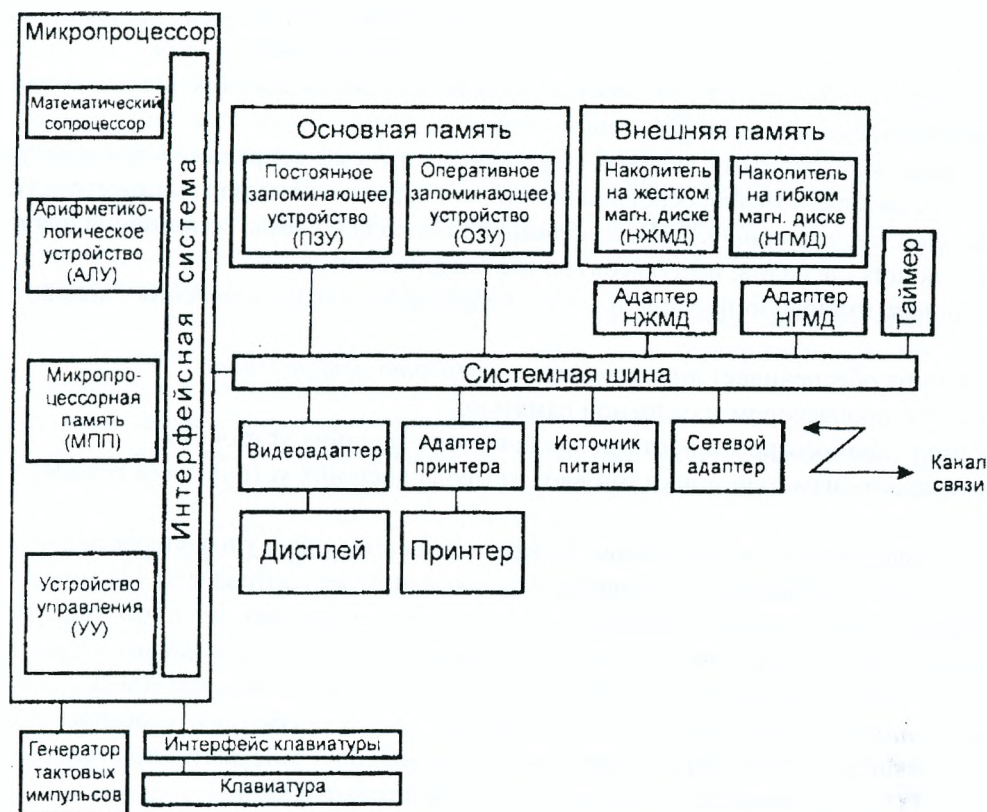 Микропроцессор
Математический
сопроцессор
Арифметико-
логическое
устройство
(АЛУ)
Микропро-
цессорная
память
(МПП)
Устройство
управления
(УУ)
Интерфейсная система
Основная память
Постоянное
запоминающее
устройство
(ПЗУ)
Оперативное
запоминающее
устройство
(ОЗУ)
Внешняя память
Накопитель
на жестком
магн. диске
(НЖМД)
Накопитель
на гибком
магн. диске
(НГМД)
Адаптер
НЖМД
Адаптер
НГМД
Таймер
Системная шина
Видеоадаптер
Адаптер
принтера
Источник
питания
Сетевой
адаптер
Канал
связи
Дисплей
Принтер
Генератор
тактовых
импульсов
Интерфейс клавиатуры
Клавиатура